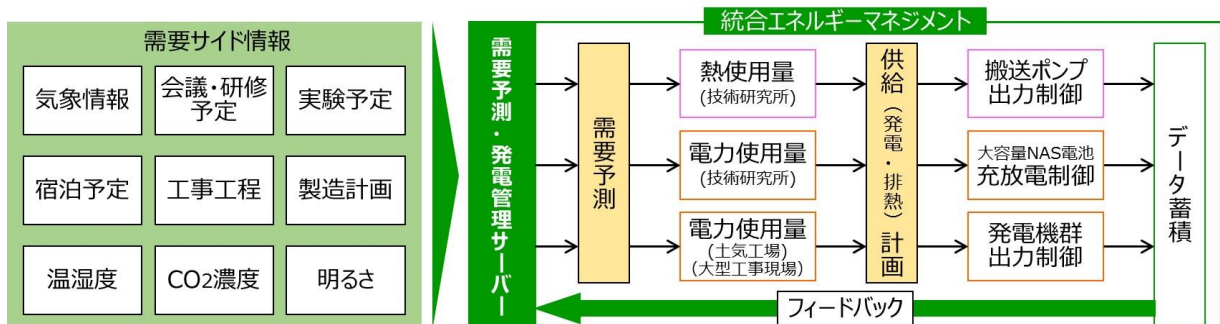 需要サイド情報
気象情報
会議・研修
予定
実験予定
宿泊予定
工事工程
製造計画
温湿度
CO2濃度
明るさ
需要予測・発電管理サーバー
統合エネルギーマネジメント
需要予測
熱使用量
(技術研究所)
電力使用量
(技術研究所)
電力使用量
(土気工場)
(大型工事現場)
供給（発電・排熱）計画
搬送ポンプ
出力制御
大容量NAS電池
充放電制御
発電機群
出力制御
データ蓄積
フィードバック